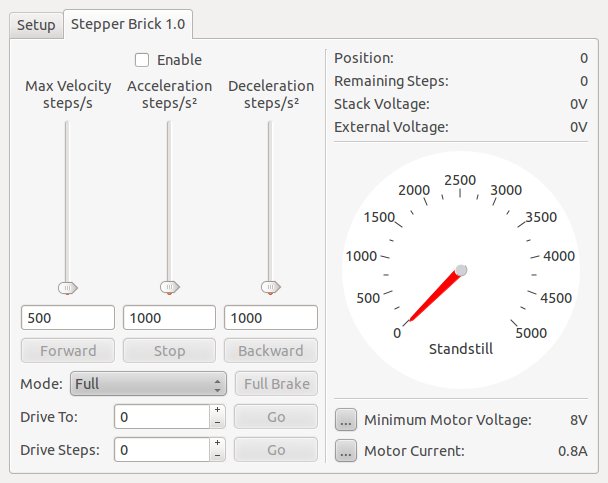 Setup
Stepper Brick 1.0
Enable
Max Velocity Acceleration Deceleration
steps/s steps/s² steps/s²
500 1000 1000
Forward Stop Backward
Mode: Full Full Brake
Drive To: 0 Go
Drive Steps: 0 Go
Position: 0
Remaining Steps: 0
Stack Voltage: 0V
External Voltage: 0V
2500
2000 3000
1500 3500
1000 4000
500 4500
0 5000
Standstill
... Minimum Motor Voltage: 8V
... Motor Current: 0.8A